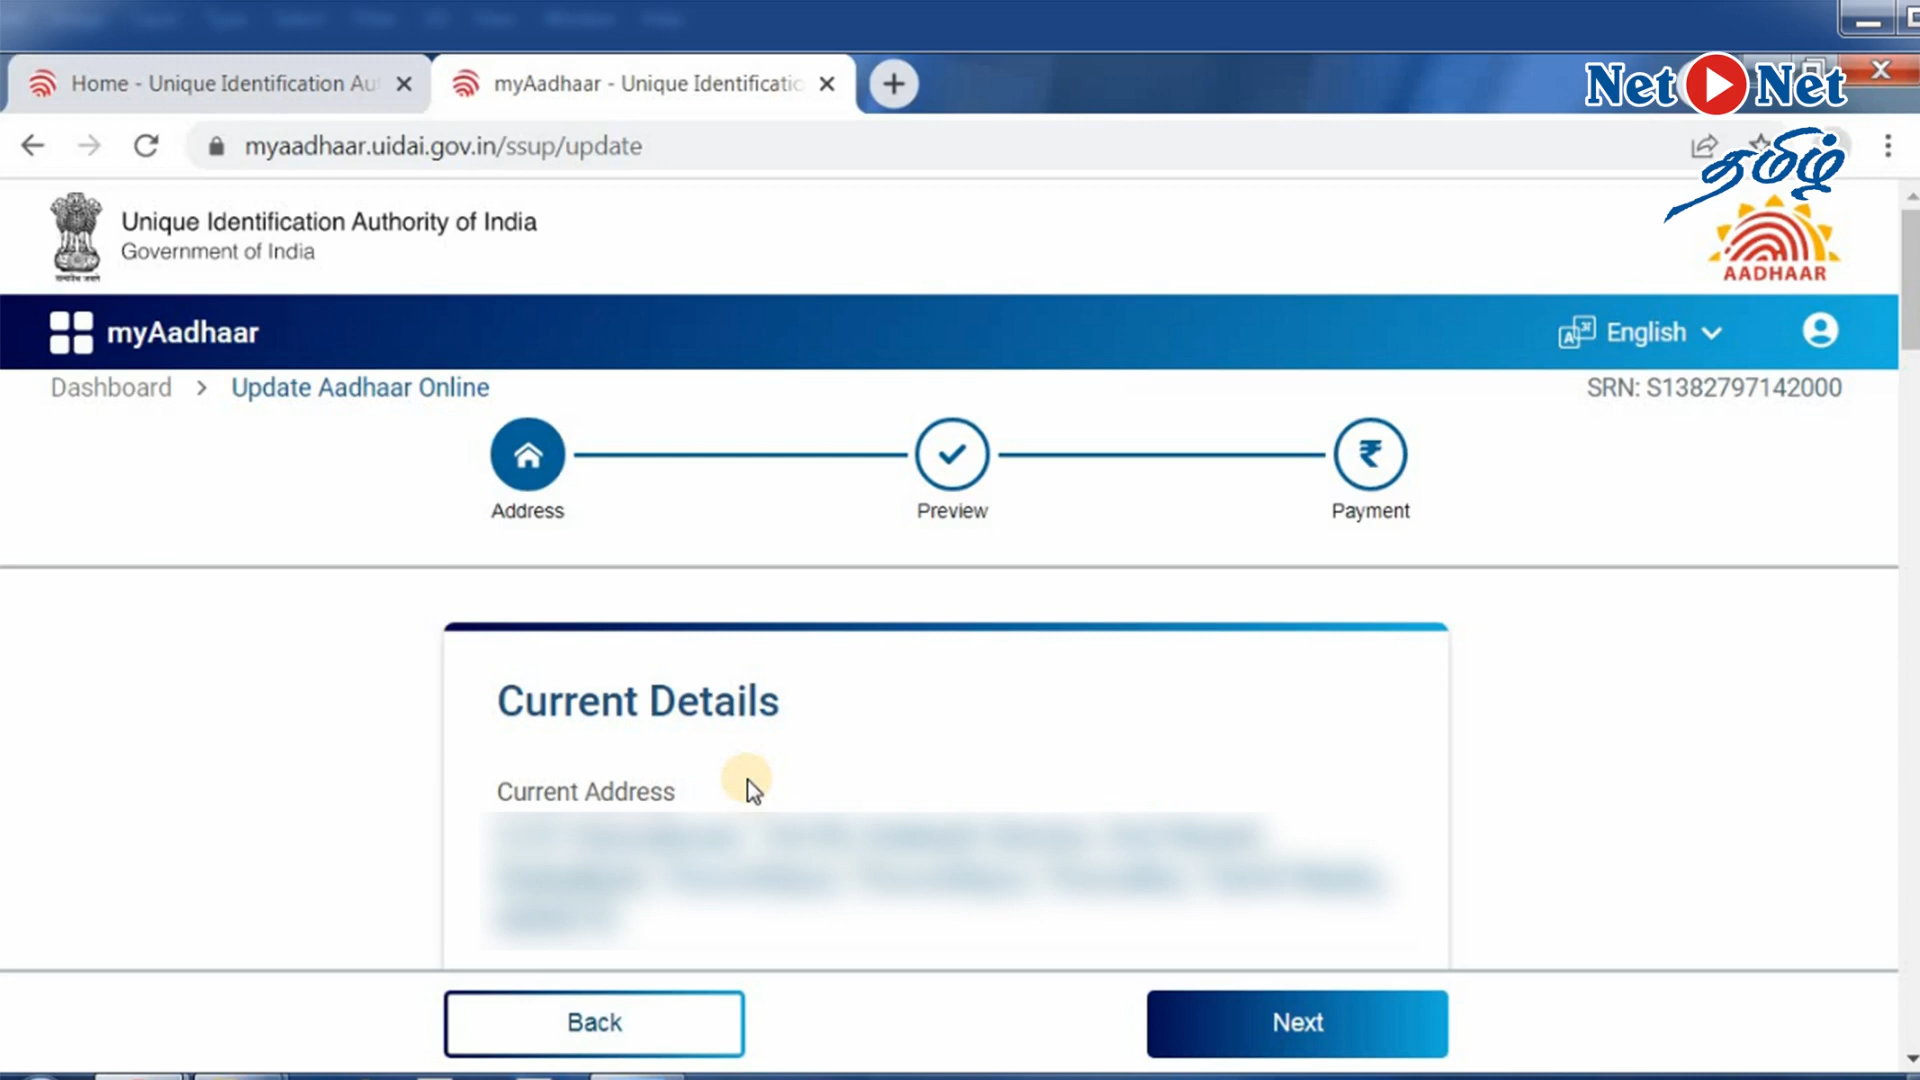 Home - Unique Identification Au
myAadhaar - Unique Identificatio
Net Net
தமிழ்
myaadhaar.uidai.gov.in/ssup/update
Unique Identification Authority of India
Government of India
AADHAAR
myAadhaar
English
Dashboard > Update Aadhaar Online
SRN: S1382797142000
Address
Preview
₹
Payment
Current Details
Current Address
Back
Next